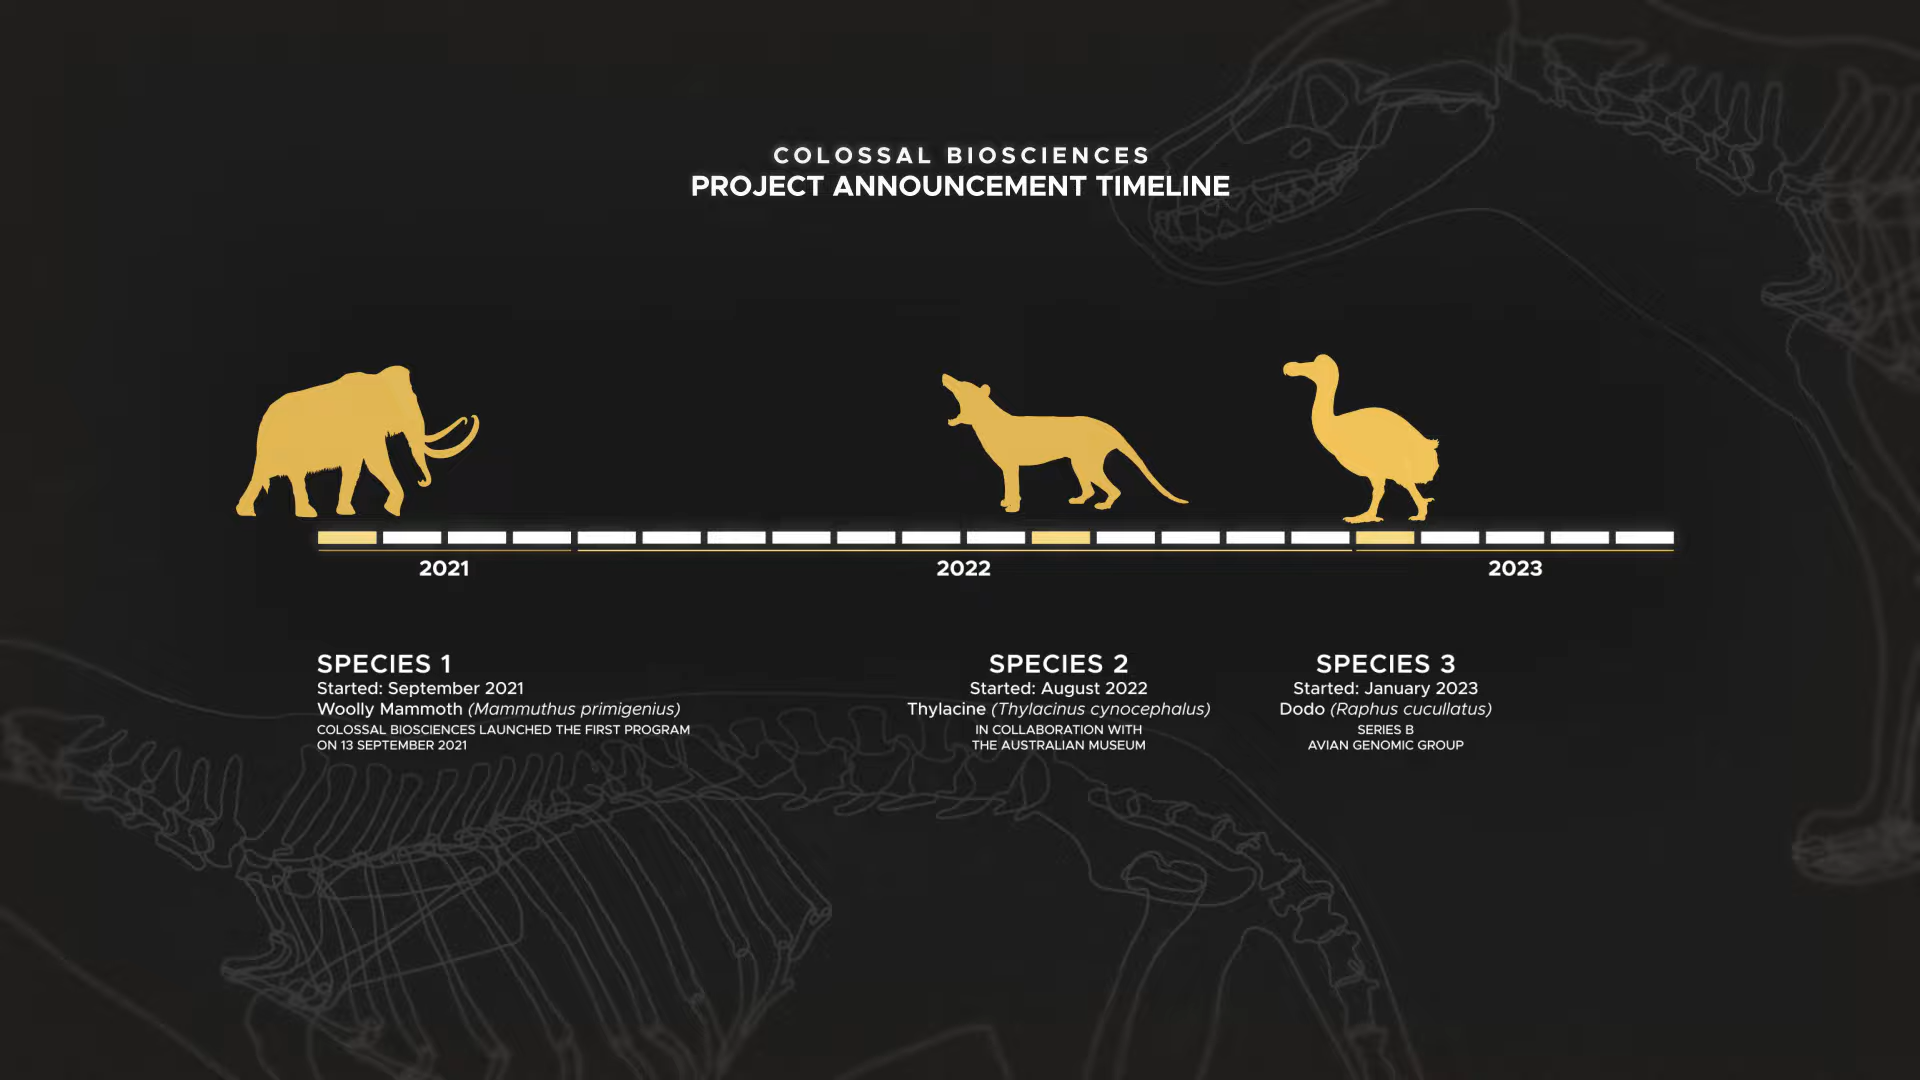 COLOSSAL BIOSCIENCES
PROJECT ANNOUNCEMENT TIMELINE
2021
2022
2023
SPECIES 1
Started: September 2021
Woolly Mammoth (Mammuthus primigenius)
COLOSSAL BIOSCIENCES LAUNCHED THE FIRST PROGRAM
ON 13 SEPTEMBER 2021
SPECIES 2
Started: August 2022
Thylacine (Thylacinus cynocephalus)
IN COLLABORATION WITH
THE AUSTRALIAN MUSEUM
SPECIES 3
Started: January 2023
Dodo (Raphus cucullatus)
SERIES B
AVIAN GENOMIC GROUP